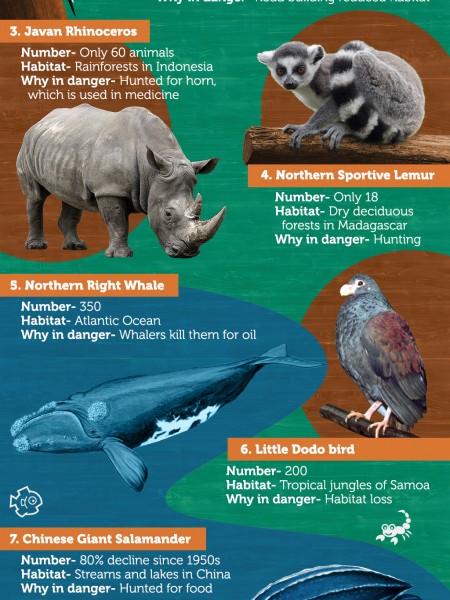 Why in danger- Road building reduced habitat
3. Javan Rhinoceros
Number- Only 60 animals
Habitat- Rainforests in Indonesia
Why in danger- Hunted for horn,
which is used in medicine
4. Northern Sportive Lemur
Number- Only 18
Habitat- Dry deciduous
forests in Madagascar
Why in danger- Hunting
5. Northern Right Whale
Number- 350
Habitat- Atlantic Ocean
Why in danger- Whalers kill them for oil
6. Little Dodo bird
Number- 200
Habitat- Tropical jungles of Samoa
Why in danger- Habitat loss
7. Chinese Giant Salamander
Number- 80% decline since 1950s
Habitat- Streams and lakes in China
Why in danger- Hunted for food